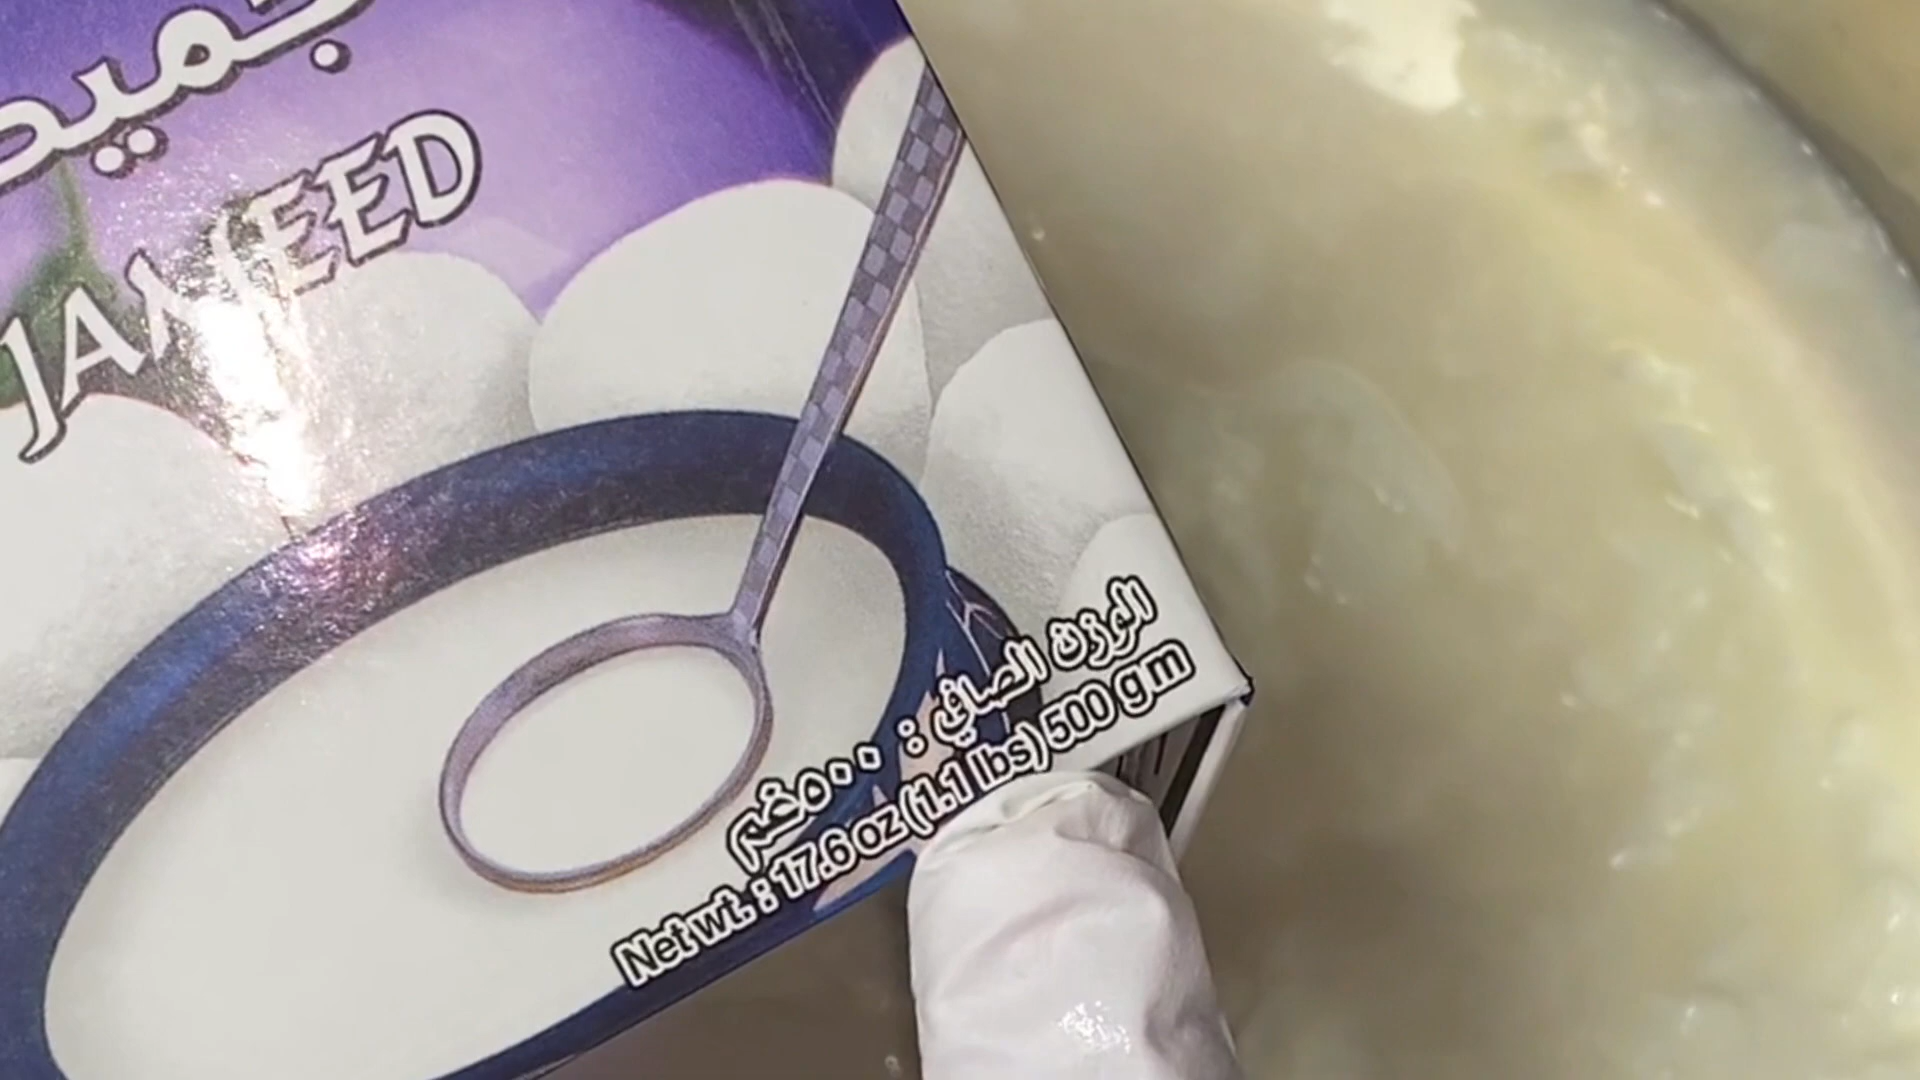 جميد
JAMEED
الوزن الصافي : ٥٠٠غم
Net wt. : 17.6 oz (1.1 lbs) 500 gm